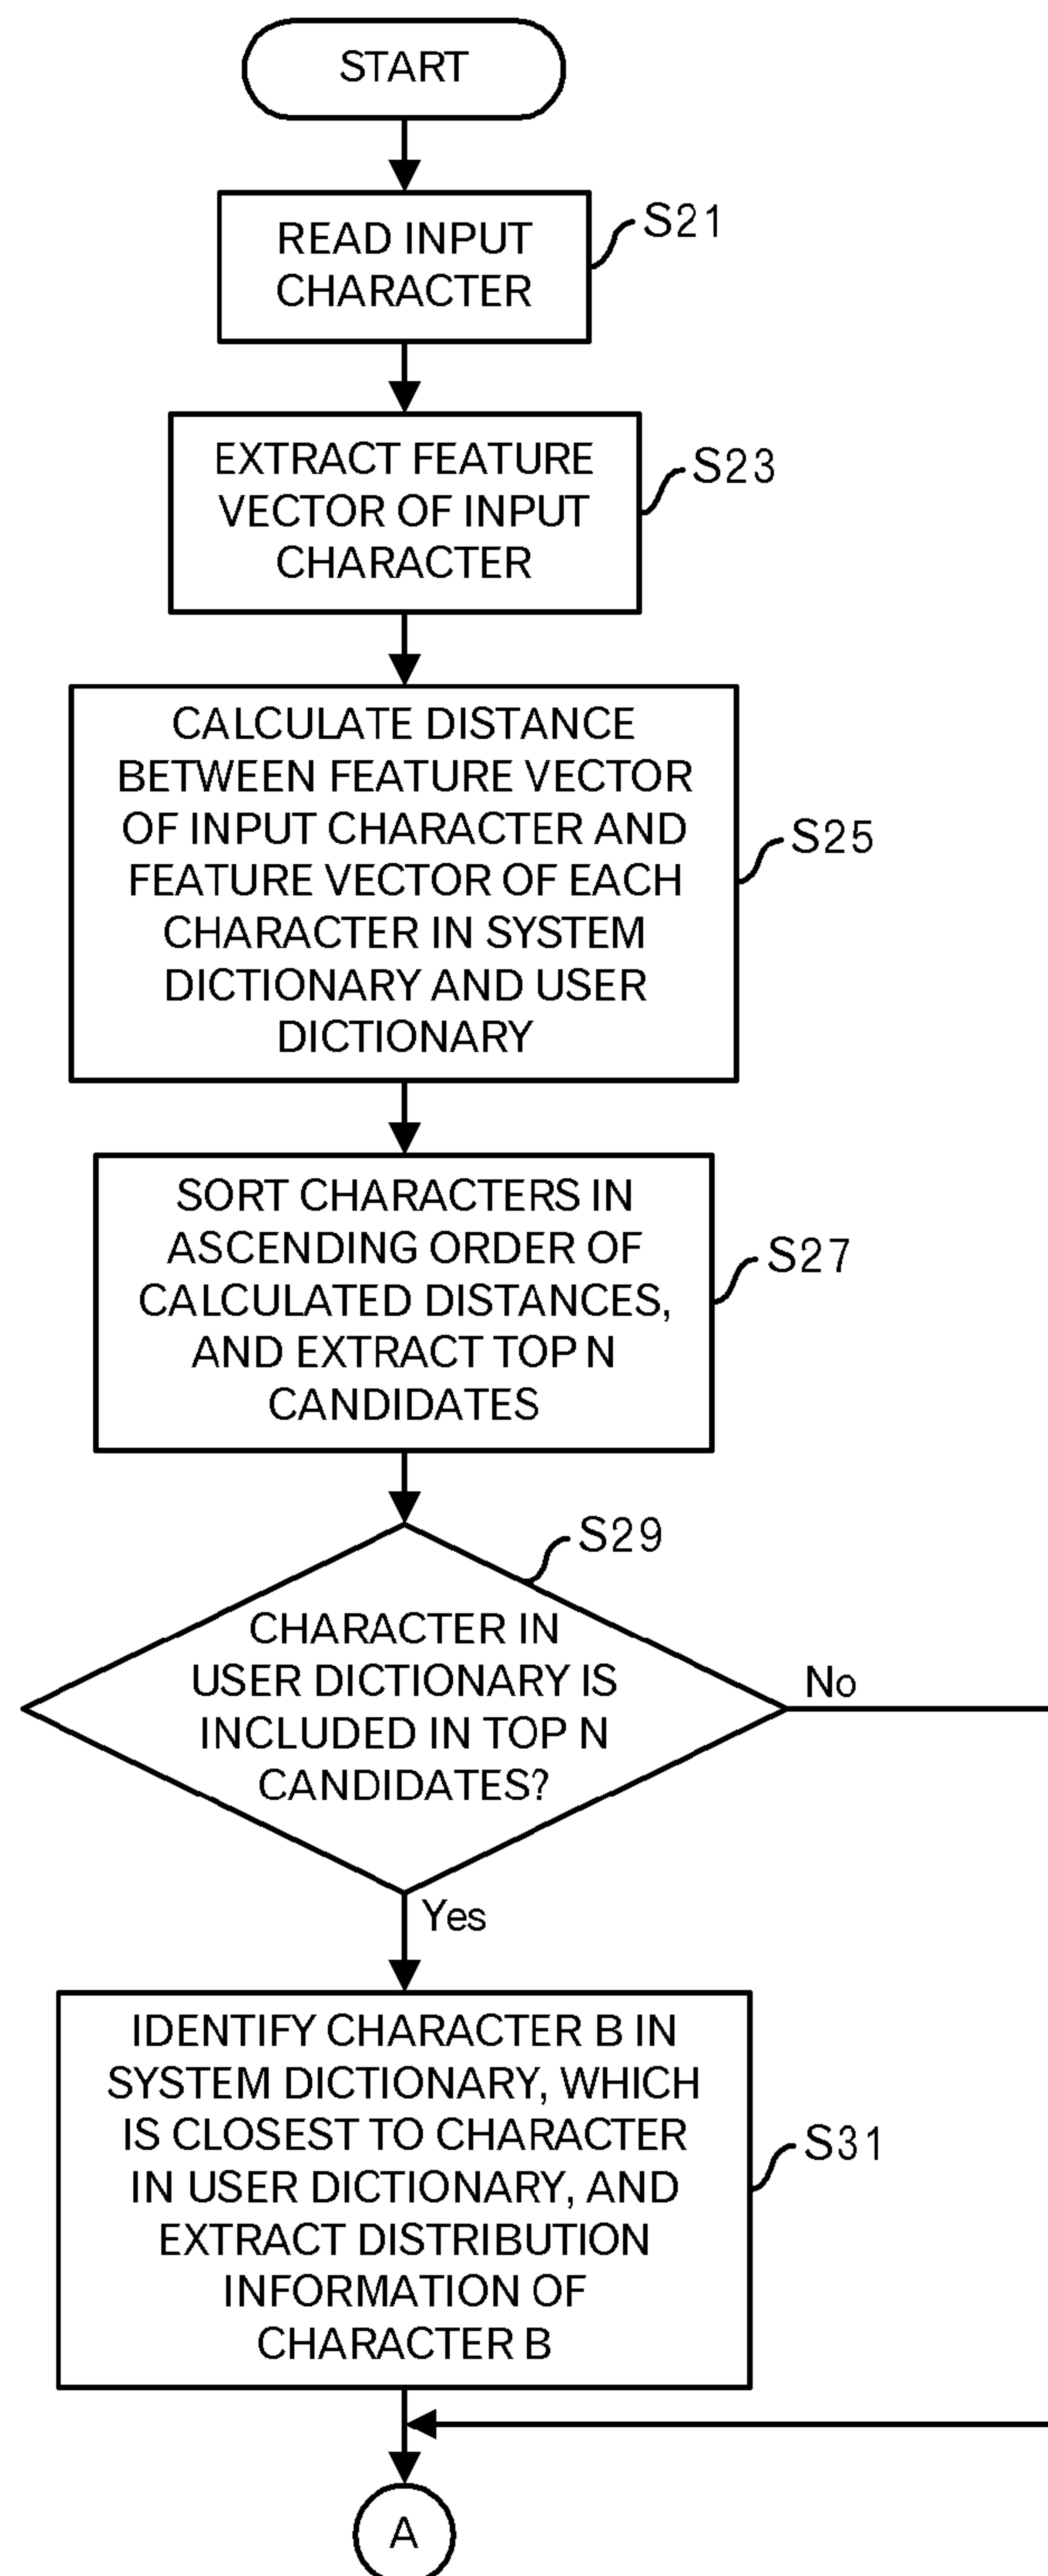 START
READ INPUT
CHARACTER
S21
EXTRACT FEATURE
VECTOR OF INPUT
CHARACTER
S23
CALCULATE DISTANCE
BETWEEN FEATURE VECTOR
OF INPUT CHARACTER AND
FEATURE VECTOR OF EACH
CHARACTER IN SYSTEM
DICTIONARY AND USER
DICTIONARY
S25
SORT CHARACTERS IN
ASCENDING ORDER OF
CALCULATED DISTANCES,
AND EXTRACT TOP N
CANDIDATES
S27
S29
CHARACTER IN
USER DICTIONARY IS
INCLUDED IN TOP N
CANDIDATES?
No
Yes
IDENTIFY CHARACTER B IN
SYSTEM DICTIONARY, WHICH
IS CLOSEST TO CHARACTER
IN USER DICTIONARY, AND
EXTRACT DISTRIBUTION
INFORMATION OF
CHARACTER B
S31
A